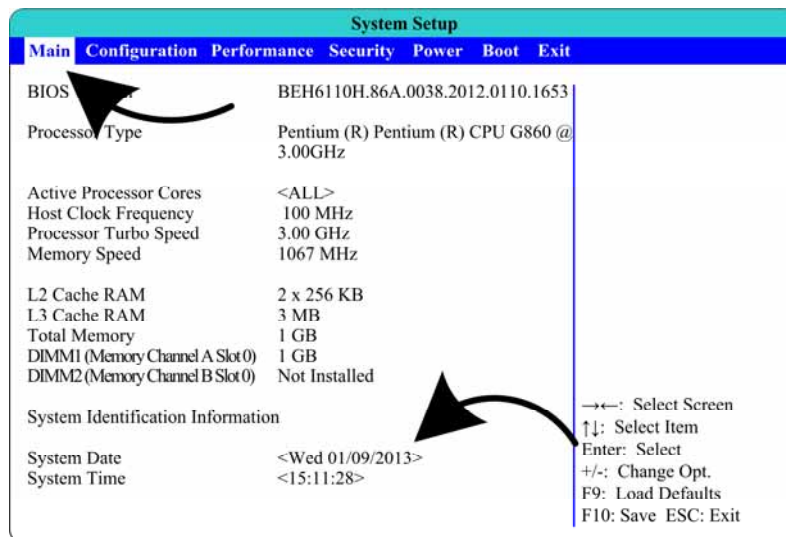 System Setup
Main Configuration Performance Security Power Boot Exit
BIOS BEH6110H.86A.0038.2012.0110.1653
Processor Type Pentium (R) Pentium (R) CPU G860 @
3.00GHz
Active Processor Cores <ALL>
Host Clock Frequency 100 MHz
Processor Turbo Speed 3.00 GHz
Memory Speed 1067 MHz
L2 Cache RAM 2 x 256 KB
L3 Cache RAM 3 MB
Total Memory 1 GB
DIMM1 (Memory Channel A Slot 0) 1 GB
DIMM2 (Memory Channel B Slot 0) Not Installed
System Identification Information
System Date <Wed 01/09/2013>
System Time <15:11:28>
→←: Select Screen
↑↓: Select Item
Enter: Select
+/-: Change Opt.
F9: Load Defaults
F10: Save ESC: Exit